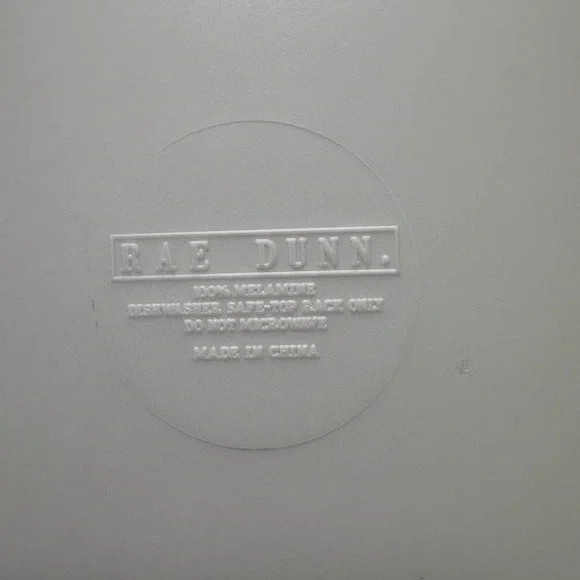 RAE DUNN.
100% MELAMINE
DISHWASHER SAFE-TOP RACK ONLY
DO NOT MICROWAVE
MADE IN CHINA